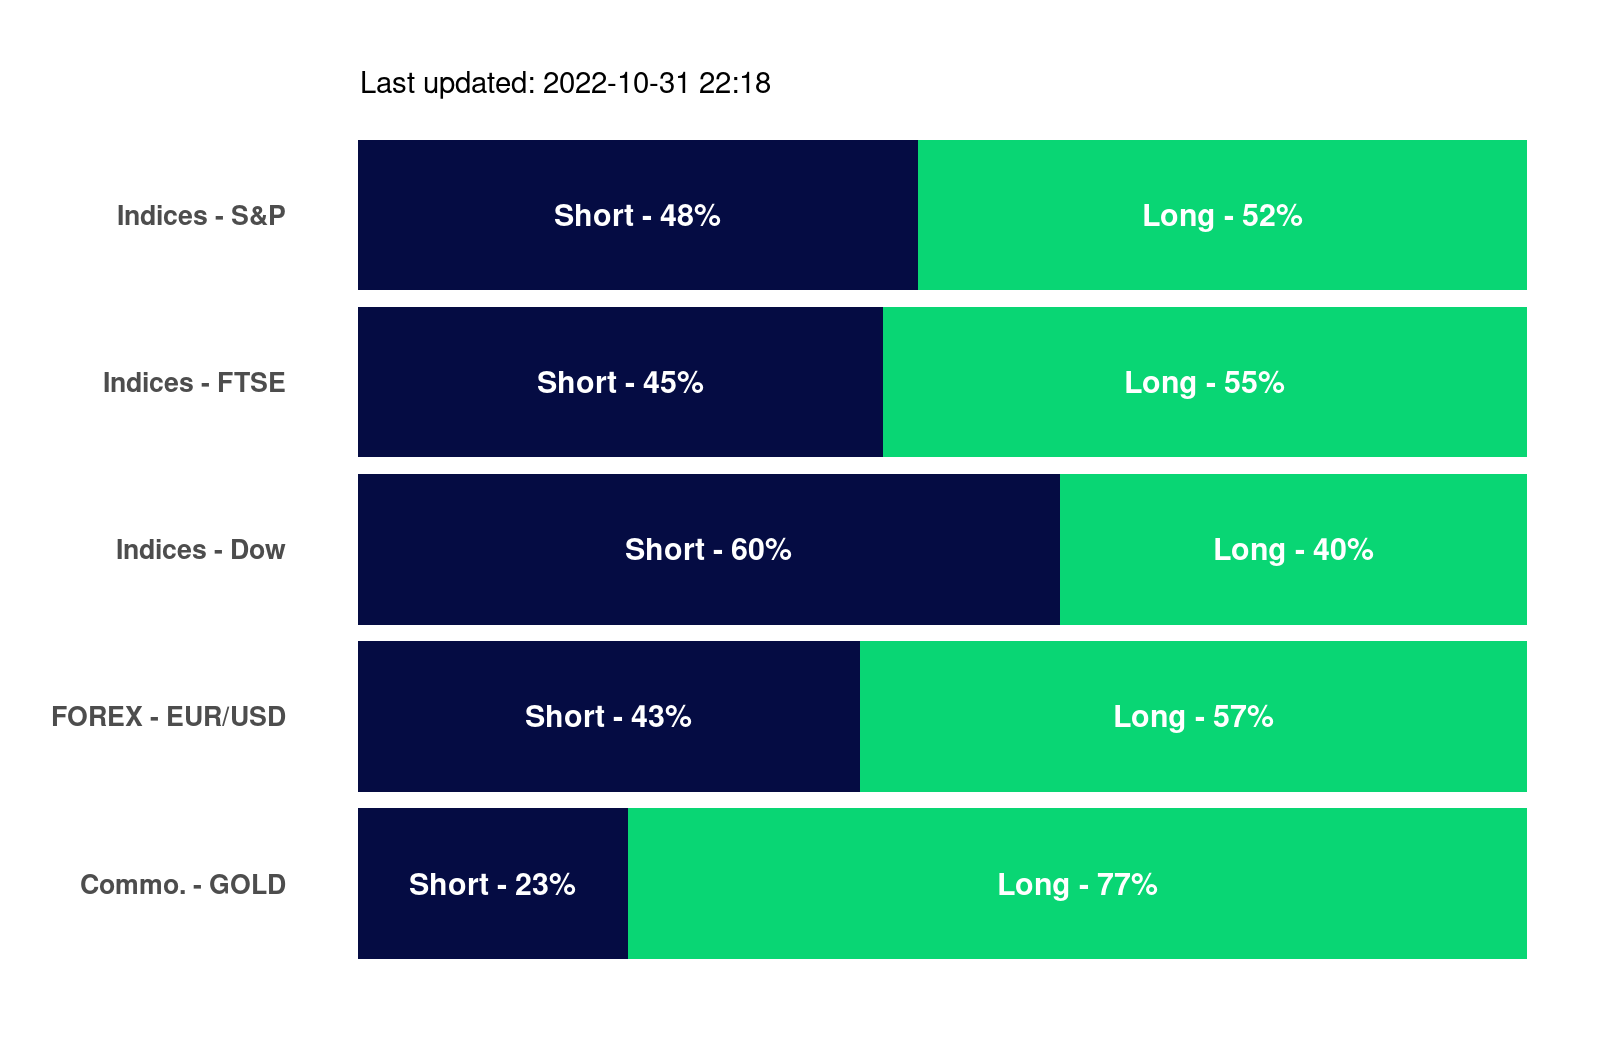 Last updated: 2022-10-31 22:18
Indices - S&P
Short - 48%
Long - 52%
Indices - FTSE
Short - 45%
Long - 55%
Indices - Dow
Short - 60%
Long - 40%
FOREX - EUR/USD
Short - 43%
Long - 57%
Commo. - GOLD
Short - 23%
Long - 77%